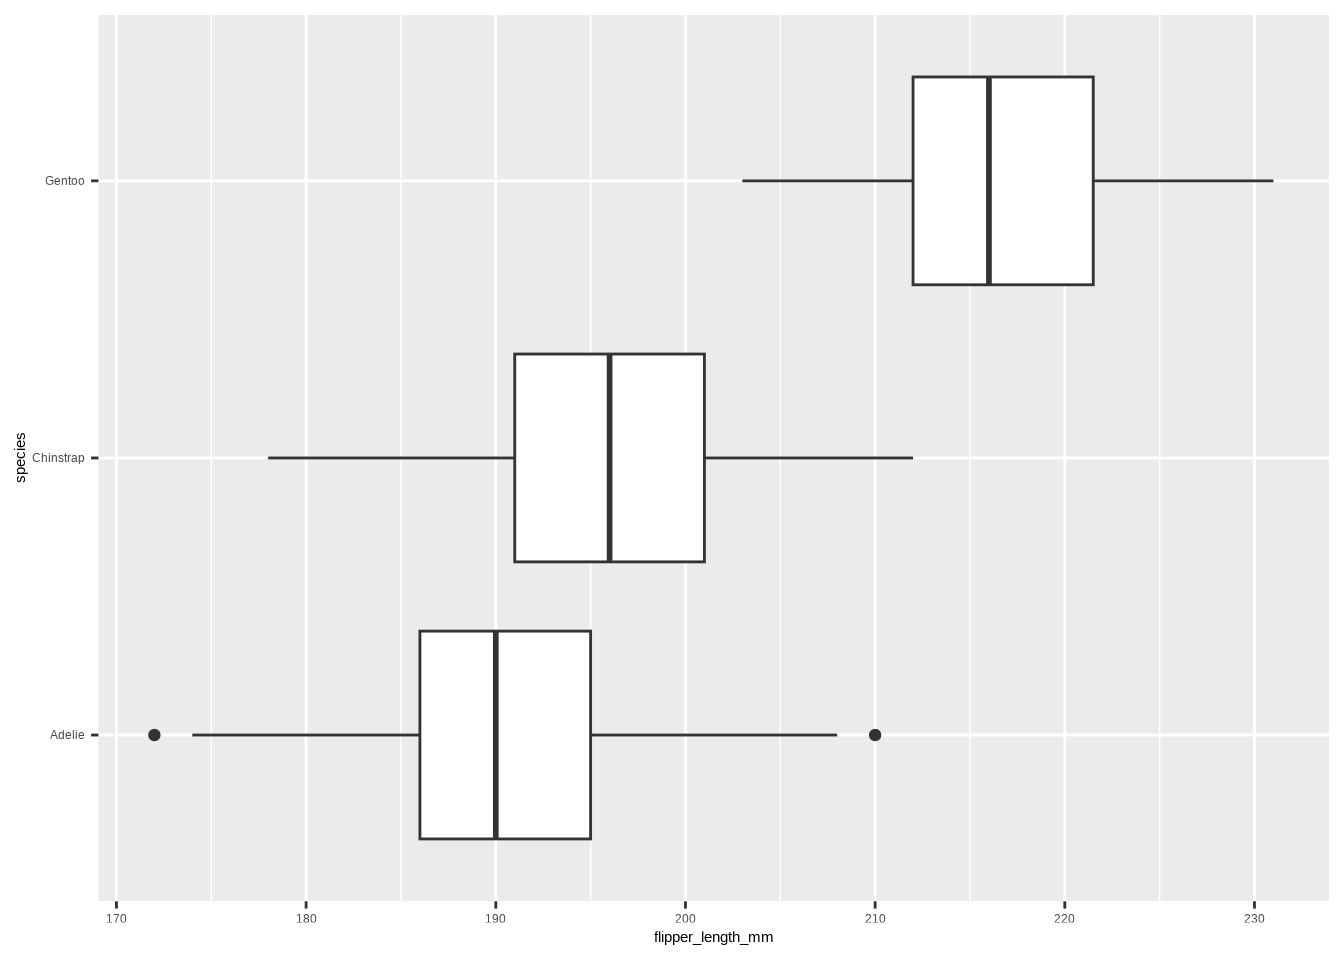 Gentoo
Chinstrap
Adelie
species
170 180 190 200 210 220 230
flipper_length_mm